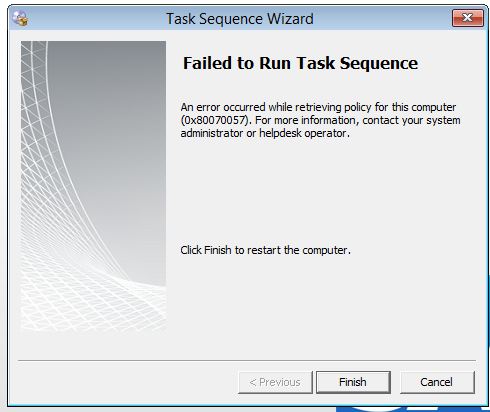 Task Sequence Wizard
Failed to Run Task Sequence
An error occurred while retrieving policy for this computer
(0x80070057). For more information, contact your system
administrator or helpdesk operator.
Click Finish to restart the computer.
< Previous
Finish
Cancel